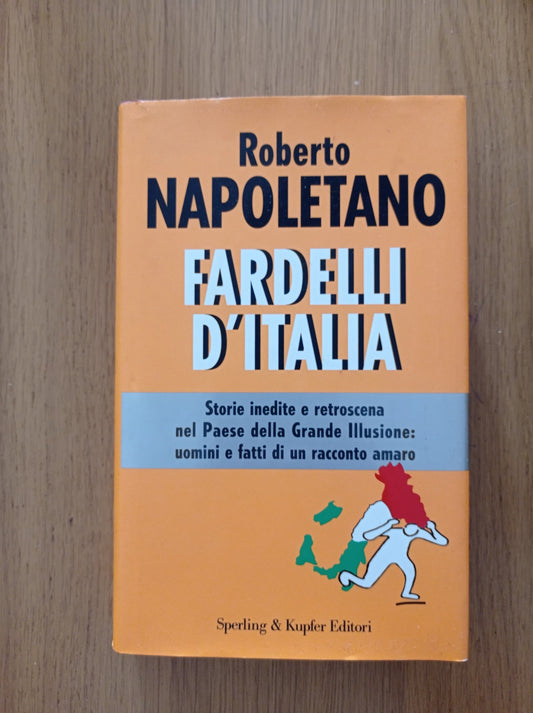 Roberto
NAPOLETANO
FARDELLI
D'ITALIA
Storie inedite e retroscena
nel Paese della Grande Illusione:
uomini e fatti di un racconto amaro
Sperling & Kupfer Editori